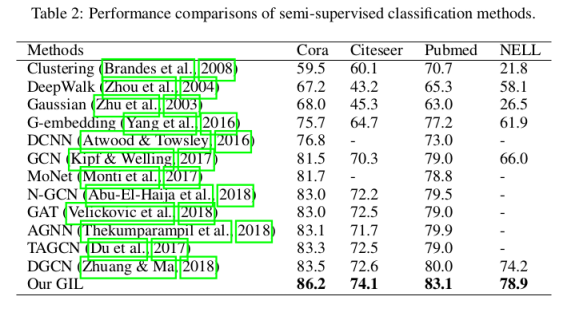 Table 2: Performance comparisons of semi-supervised classification methods.
Methods Cora Citeseer Pubmed NELL
Clustering (Brandes et al., 2008) 59.5 60.1 70.7 21.8
DeepWalk (Zhou et al., 2004) 67.2 43.2 65.3 58.1
Gaussian (Zhu et al., 2003) 68.0 45.3 63.0 26.5
G-embedding (Yang et al., 2016) 75.7 64.7 77.2 61.9
DCNN (Atwood & Towsley, 2016) 76.8 - 73.0 -
GCN (Kipf & Welling, 2017) 81.5 70.3 79.0 66.0
MoNet (Monti et al., 2017) 81.7 - 78.8 -
N-GCN (Abu-El-Haija et al., 2018) 83.0 72.2 79.5 -
GAT (Velickovic et al., 2018) 83.0 72.5 79.0 -
AGNN (Thekumparampil et al., 2018) 83.1 71.7 79.9 -
TAGCN (Du et al., 2017) 83.3 72.5 79.0 -
DGCN (Zhuang & Ma, 2018) 83.5 72.6 80.0 74.2
Our GIL 86.2 74.1 83.1 78.9